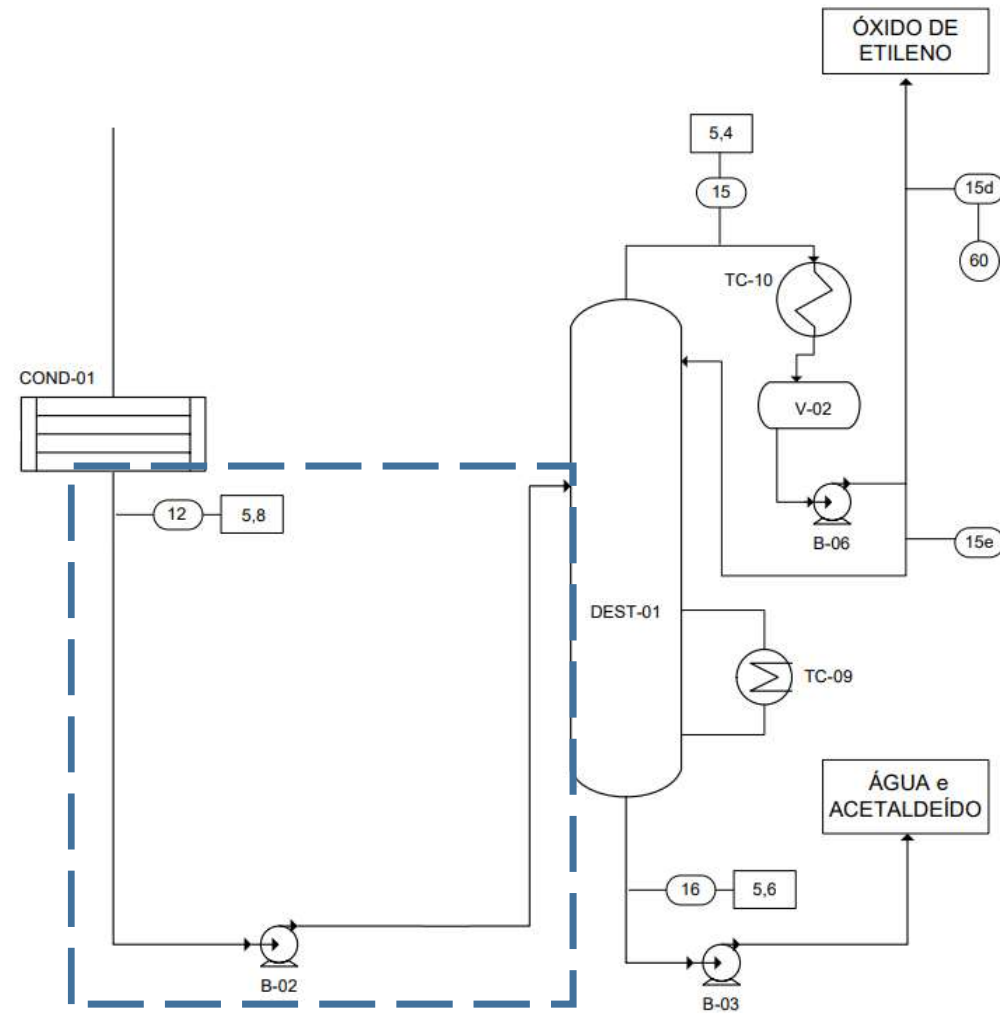 ÓXIDO DE
ETILENO
5,4
15
15d
60
TC-10
COND-01
V-02
12
5,8
B-06
15e
DEST-01
TC-09
ÁGUA e
ACETALDEÍDO
16
5,6
B-02
B-03